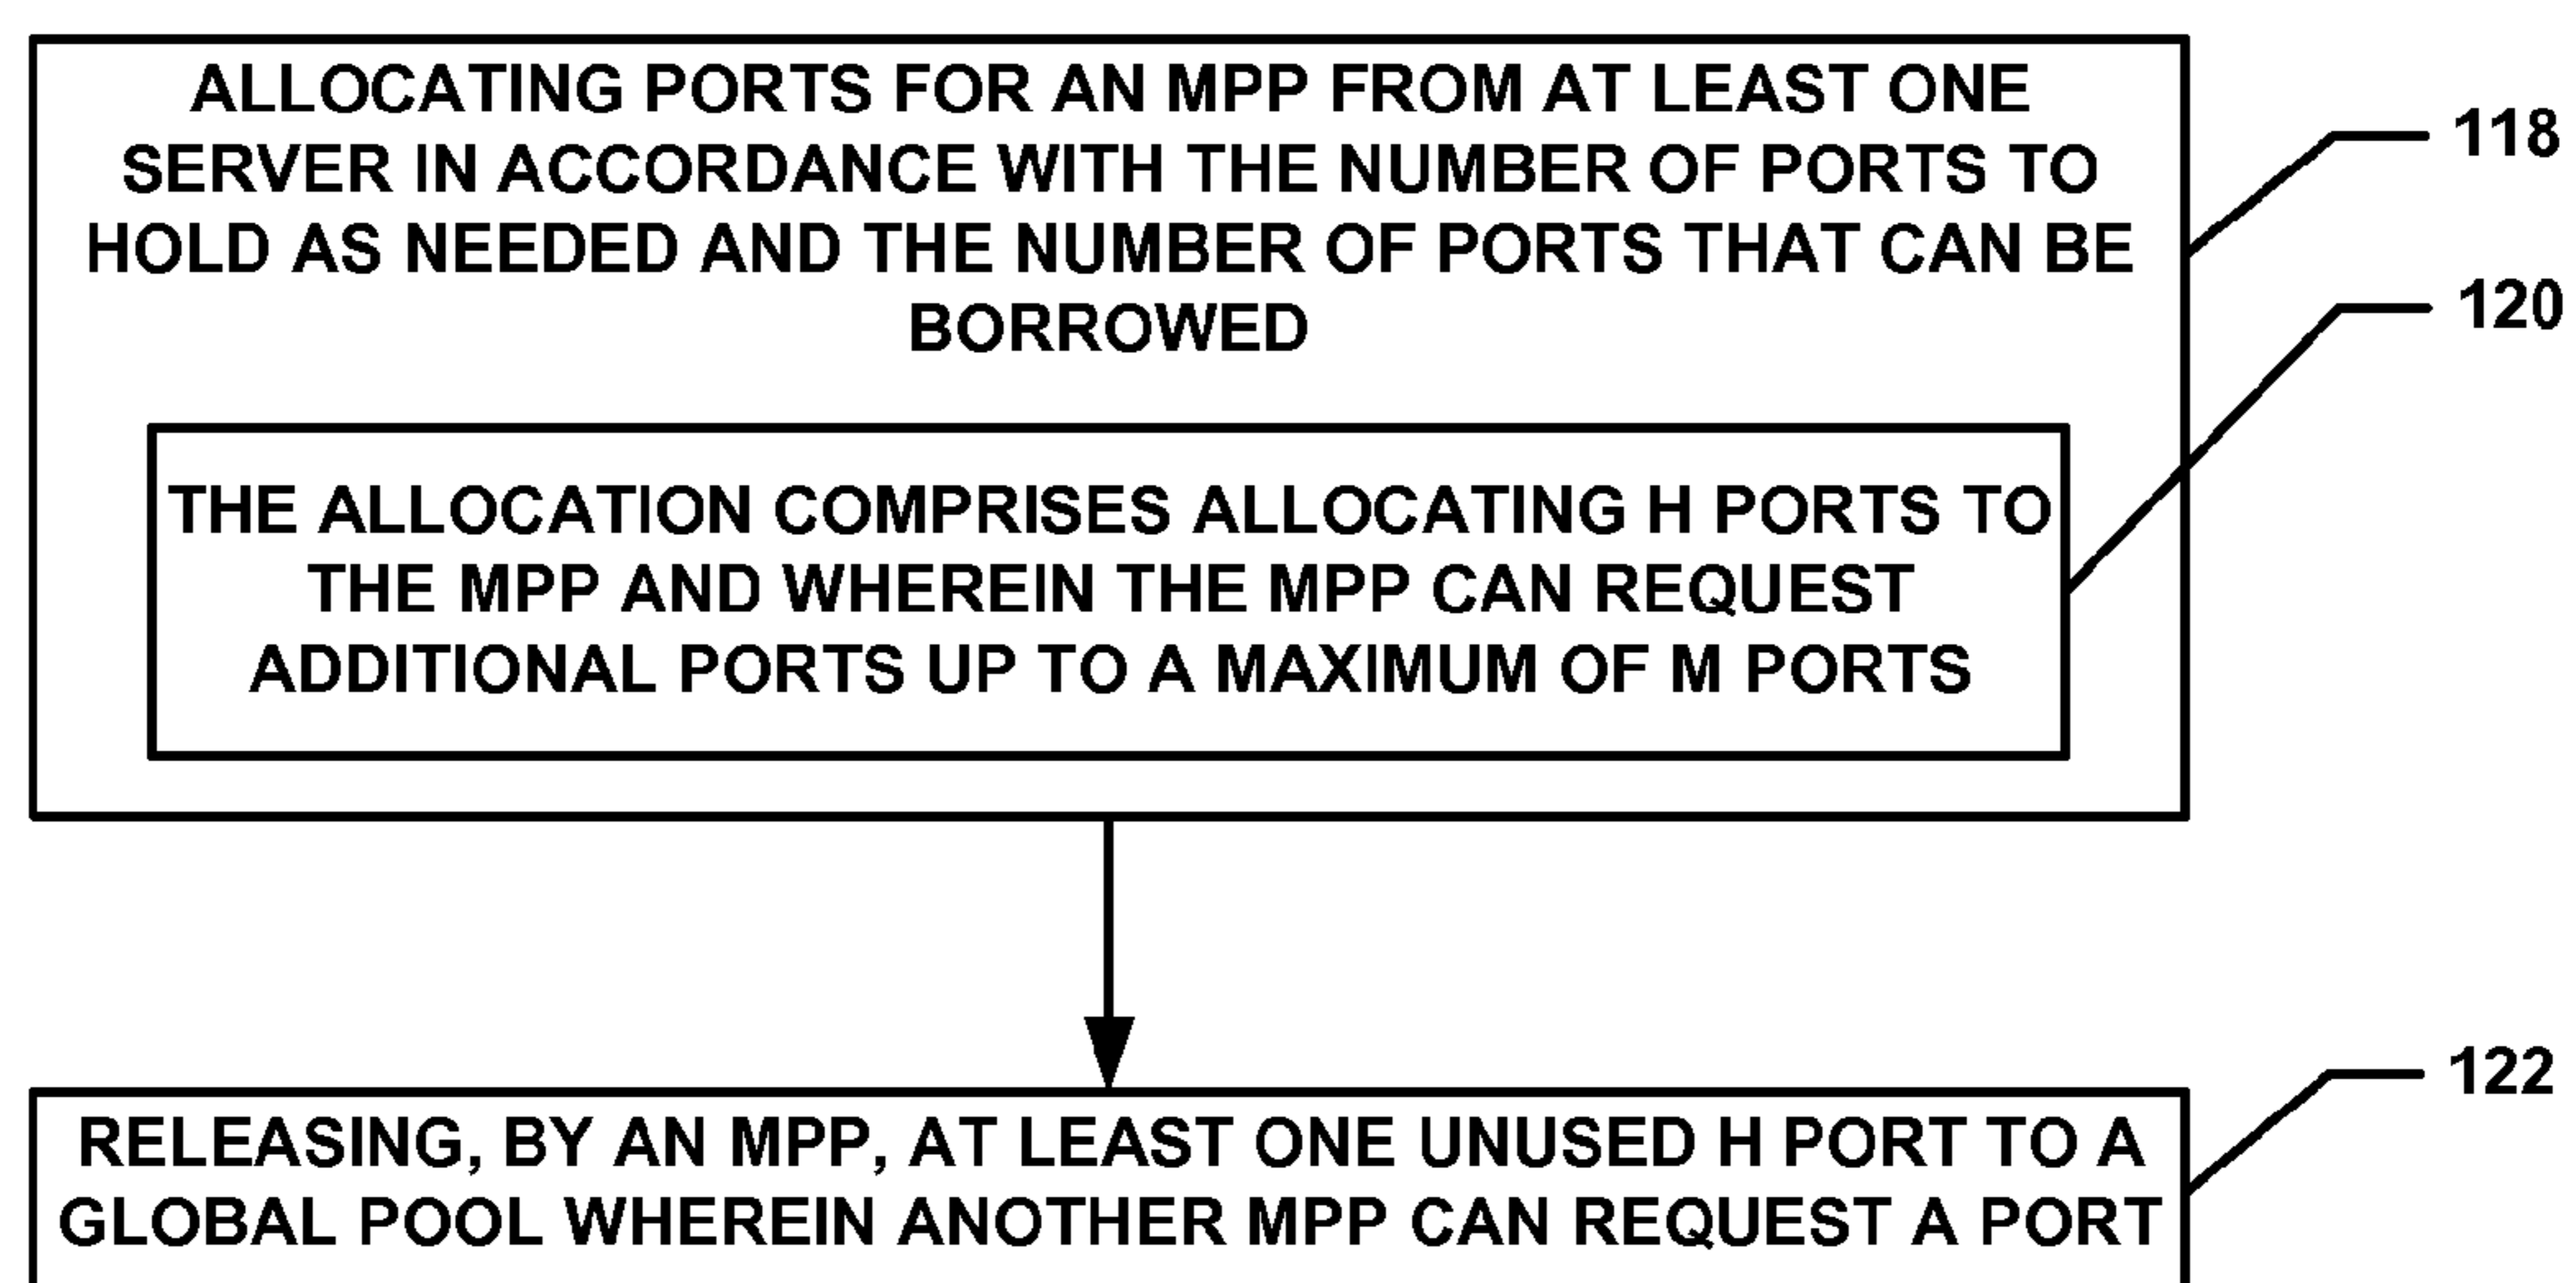 ALLOCATING PORTS FOR AN MPP FROM AT LEAST ONE
SERVER IN ACCORDANCE WITH THE NUMBER OF PORTS TO
HOLD AS NEEDED AND THE NUMBER OF PORTS THAT CAN BE
BORROWED
118
120
THE ALLOCATION COMPRISES ALLOCATING H PORTS TO
THE MPP AND WHEREIN THE MPP CAN REQUEST
ADDITIONAL PORTS UP TO A MAXIMUM OF M PORTS
122
RELEASING, BY AN MPP, AT LEAST ONE UNUSED H PORT TO A
GLOBAL POOL WHEREIN ANOTHER MPP CAN REQUEST A PORT